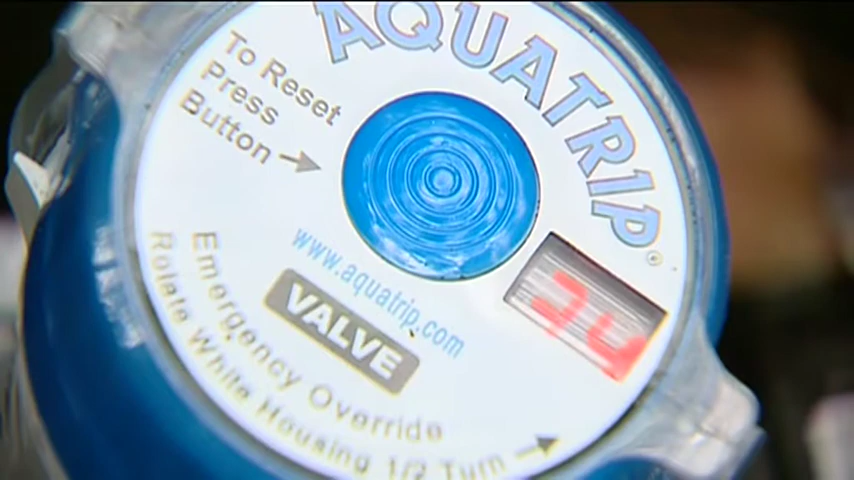 AQUATRIP®
To Reset
Press
Button
www.aquatrip.com
VALVE
Emergency Override
Rotate White Housing 1/2 Turn